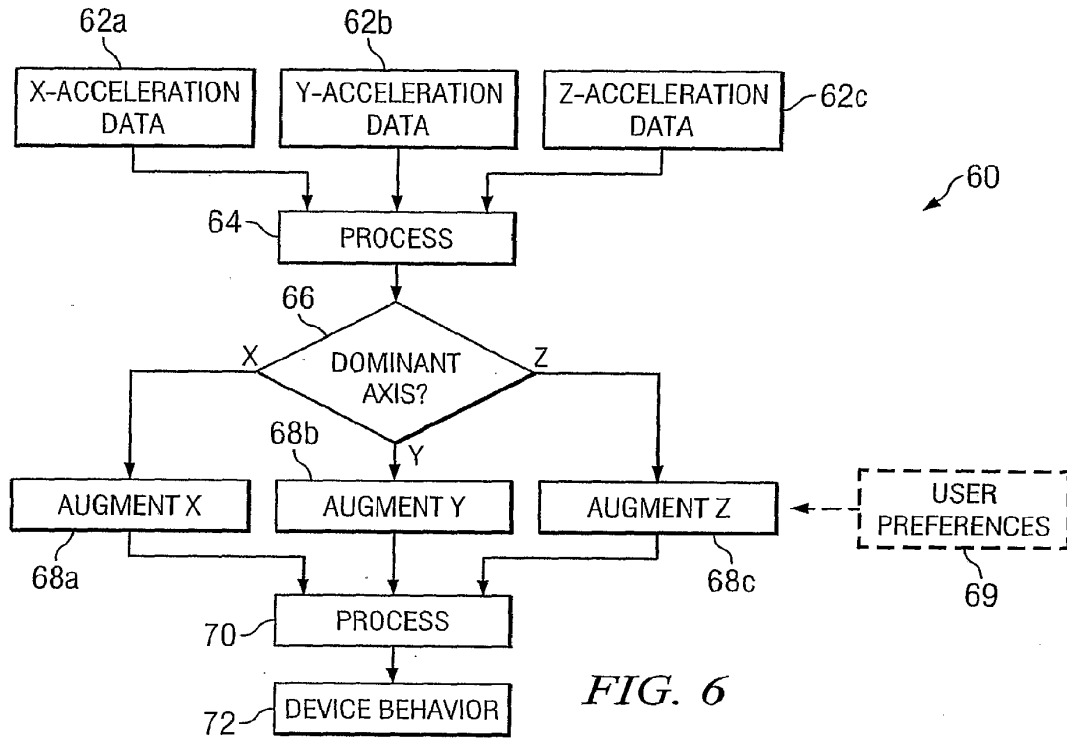 62a
62b
X-ACCELERATION
DATA
Y-ACCELERATION
DATA
Z-ACCELERATION
DATA
62c
60
64
PROCESS
66
X
DOMINANT
AXIS?
Z
Y
68b
AUGMENT X
AUGMENT Y
AUGMENT Z
USER
PREFERENCES
68a
68c
69
70
PROCESS
72
DEVICE BEHAVIOR
FIG. 6